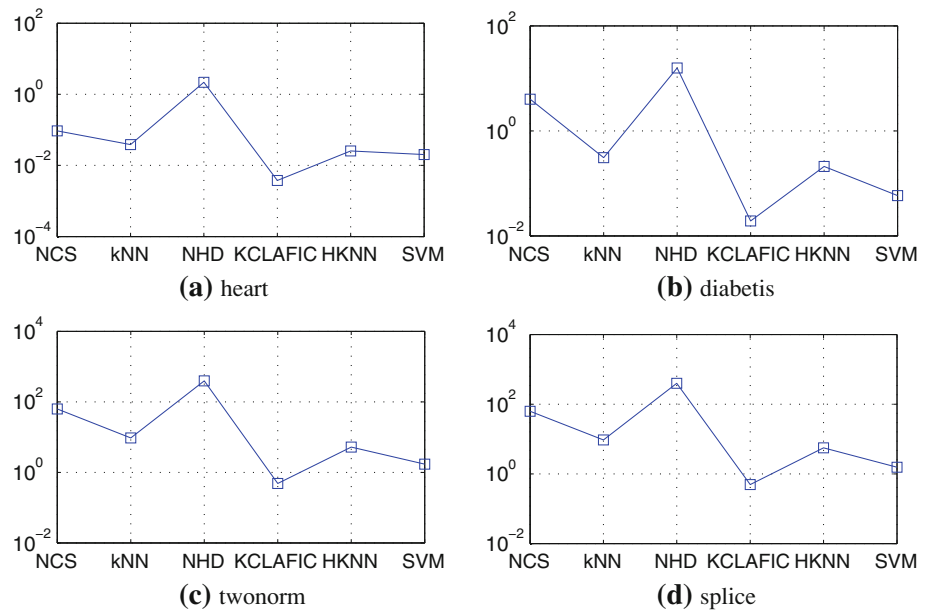 10^2
10^0
10^-2
10^-4
NCS kNN NHD KCLAFIC HKNN SVM
(a) heart
10^2
10^0
10^-2
NCS kNN NHD KCLAFIC HKNN SVM
(b) diabetis
10^4
10^2
10^0
10^-2
NCS kNN NHD KCLAFIC HKNN SVM
(c) twonorm
10^4
10^2
10^0
10^-2
NCS kNN NHD KCLAFIC HKNN SVM
(d) splice